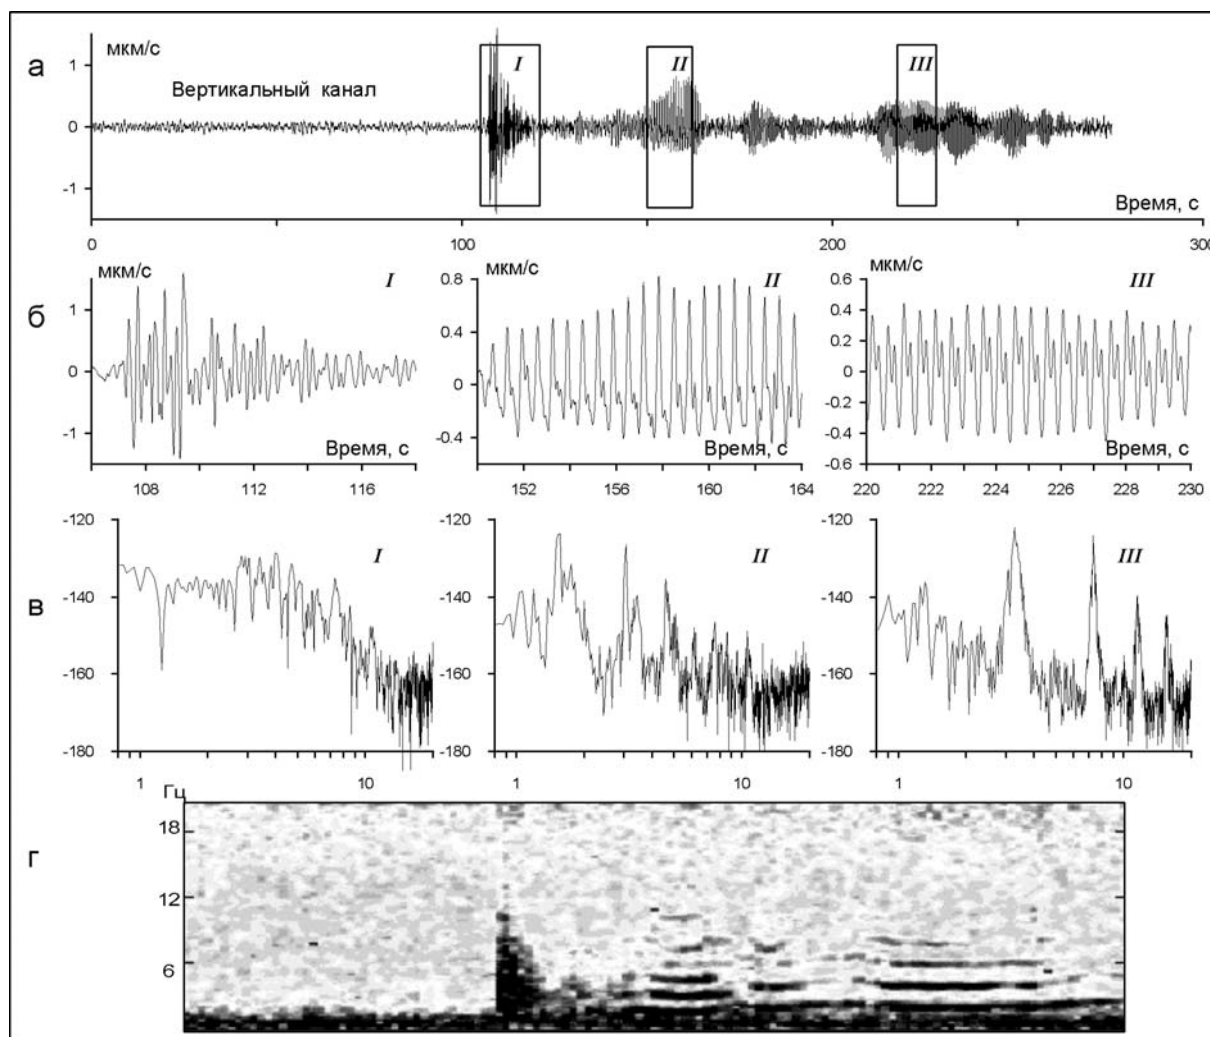 а
мкм/с
1
0
-1
Вертикальный канал
I
II
III
Время, с
0 100 200 300
б
мкм/с
I
1
0
-1
Время, с
108 112 116
мкм/с
II
0.8
0.4
0
-0.4
Время, с
152 156 160 164
мкм/с
III
0.6
0.4
0.2
0
-0.2
-0.4
-0.6
Время, с
220 222 224 226 228 230
в
-120
-140
-160
-180
I
1 10
-120
-140
-160
-180
II
1 10
-120
-140
-160
-180
III
1 10
г
Гц
18
12
6